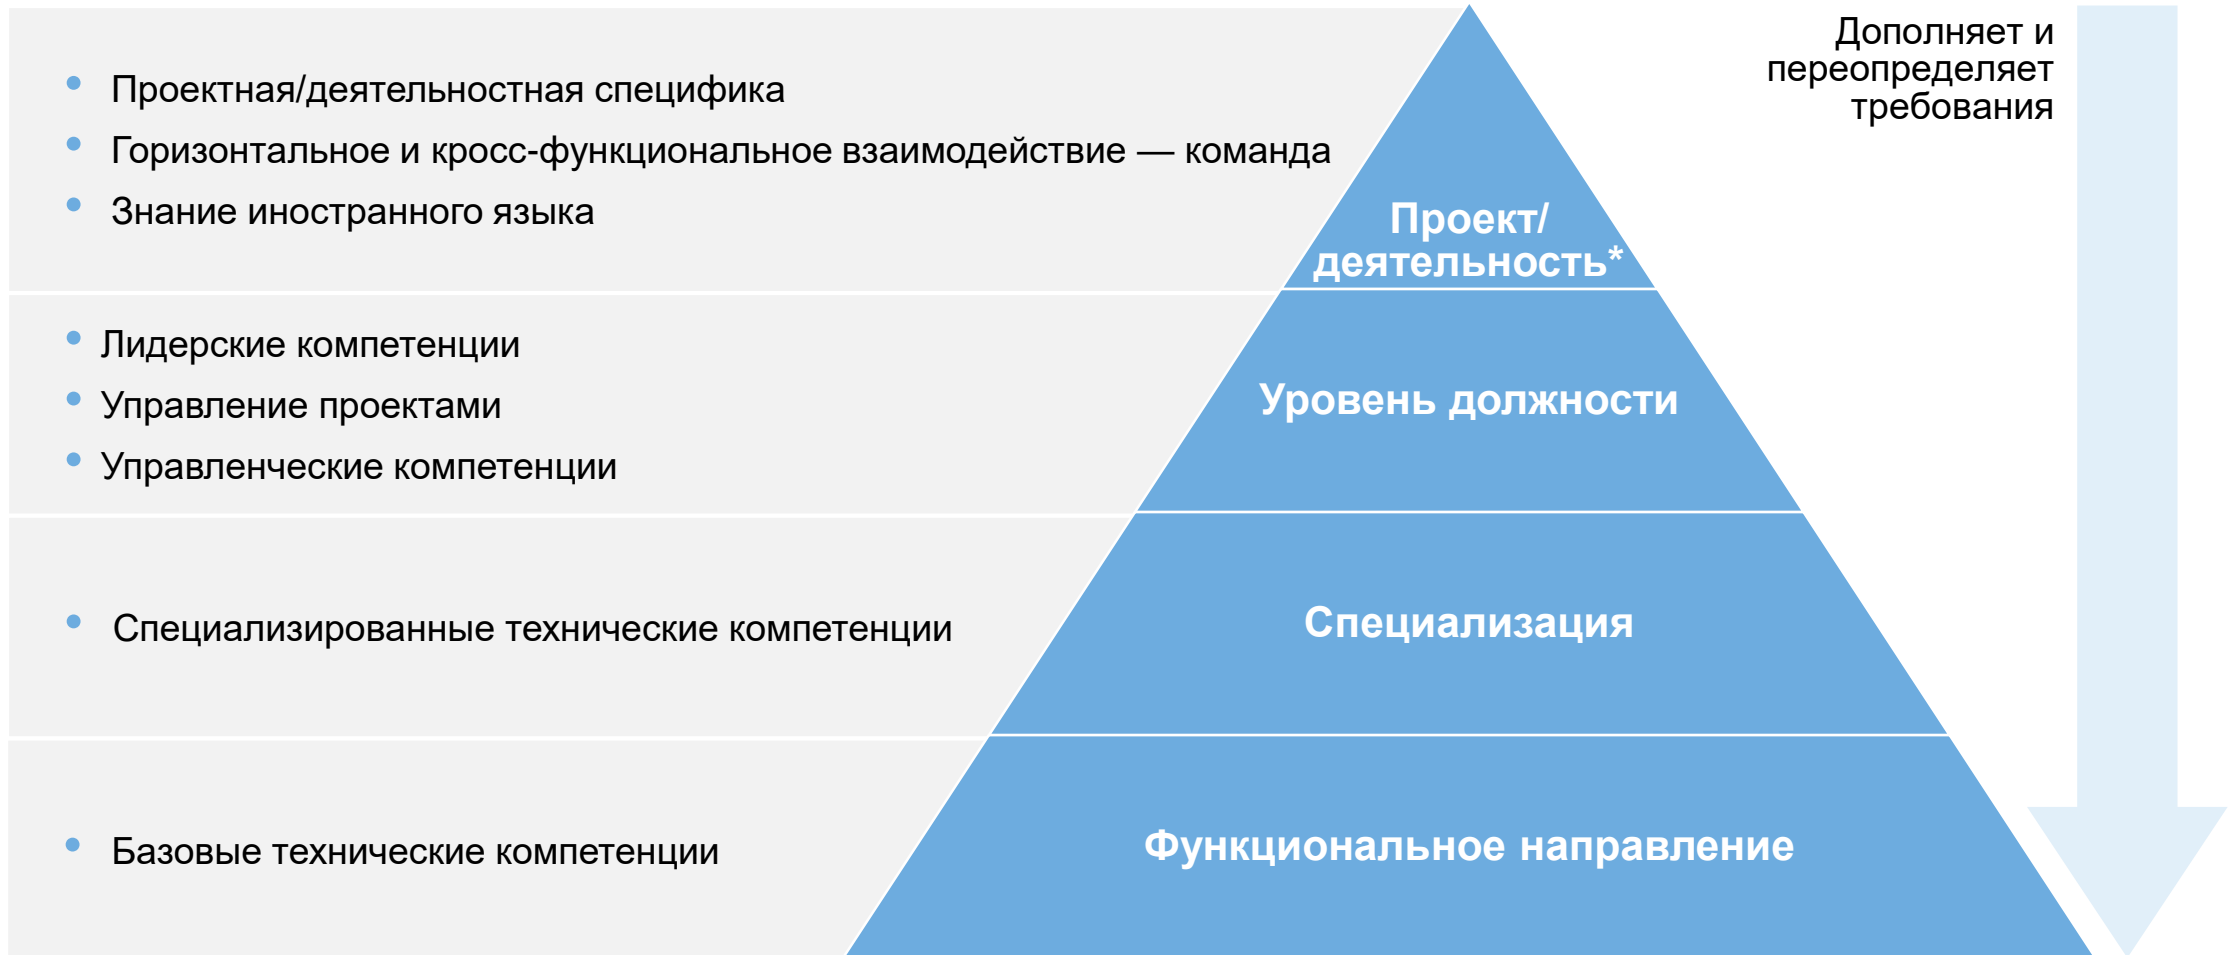 Дополняет и
переопределяет
требования
Проектная/деятельностная специфика
Горизонтальное и кросс-функциональное взаимодействие — команда
Знание иностранного языка
Проект/
деятельность*
Лидерские компетенции
Управление проектами
Управленческие компетенции
Уровень должности
Специализированные технические компетенции
Специализация
Базовые технические компетенции
Функциональное направление